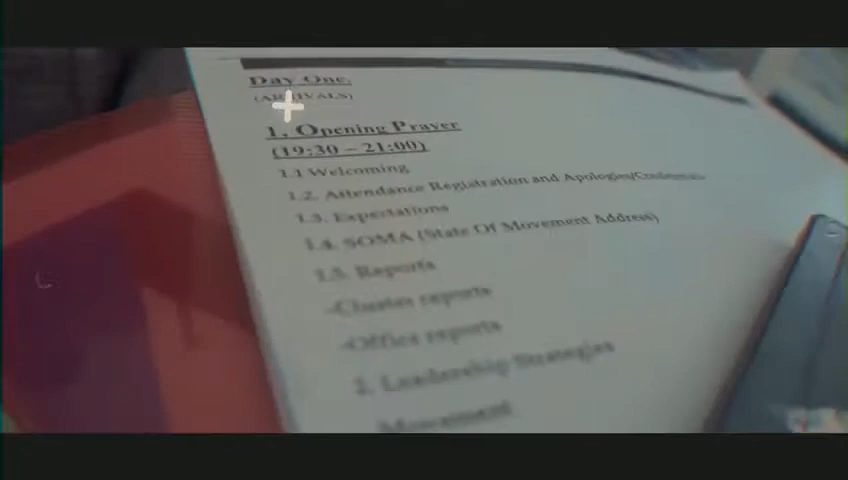 Day One.
(ARRIVALS)
1. Opening Prayer
(19:30 – 21:00)
1.1 Welcoming
1.2. Attendance Registration and Apologies/Credentials
1.3. Expectations
1.4. SOMA (State Of Movement Address)
1.5. Reports
-Cluster reports
-Office reports
2. Leadership Strategies
Movement